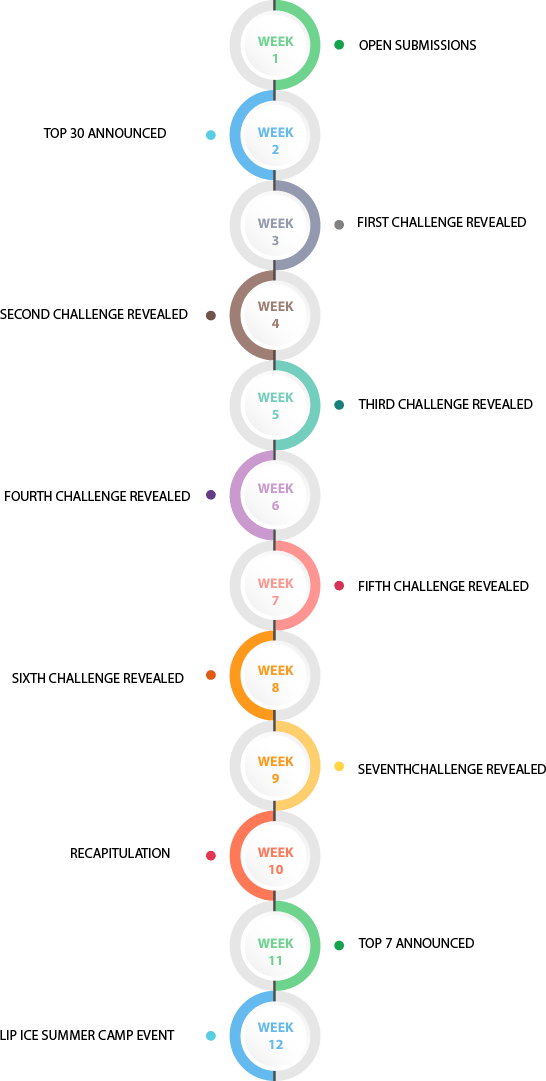 WEEK
1
OPEN SUBMISSIONS
TOP 30 ANNOUNCED
WEEK
2
WEEK
3
FIRST CHALLENGE REVEALED
SECOND CHALLENGE REVEALED
WEEK
4
WEEK
5
THIRD CHALLENGE REVEALED
FOURTH CHALLENGE REVEALED
WEEK
6
WEEK
7
FIFTH CHALLENGE REVEALED
SIXTH CHALLENGE REVEALED
WEEK
8
WEEK
9
SEVENTHCHALLENGE REVEALED
RECAPITULATION
WEEK
10
WEEK
11
TOP 7 ANNOUNCED
LIP ICE SUMMER CAMP EVENT
WEEK
12